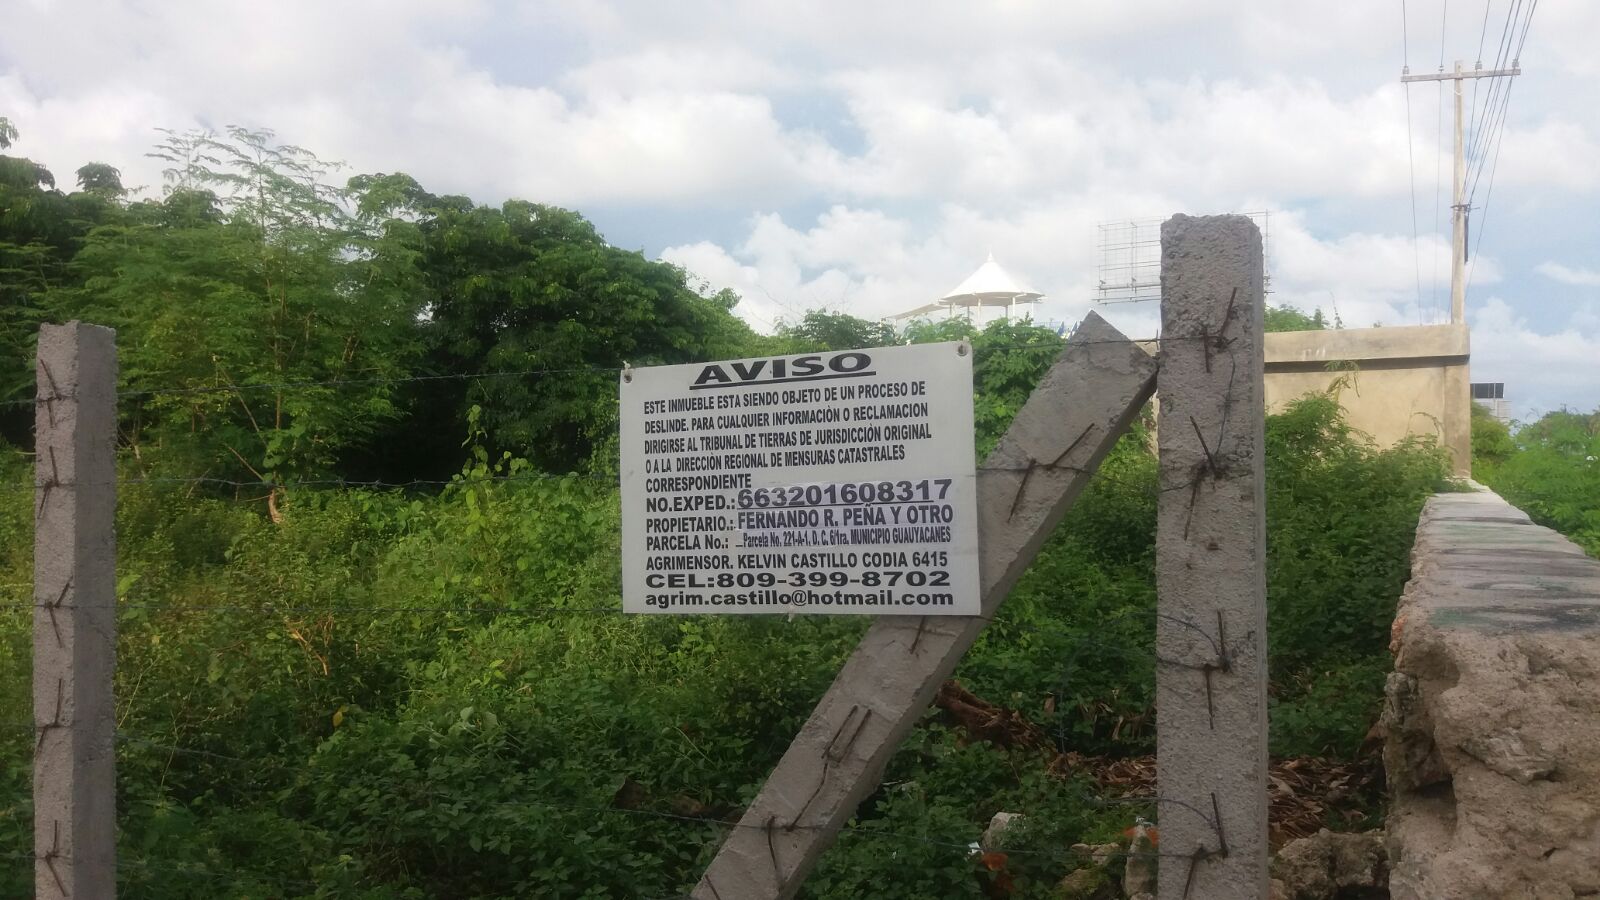 AVISO
ESTE INMUEBLE ESTA SIENDO OBJETO DE UN PROCESO DE
DESLINDE. PARA CUALQUIER INFORMACIÒN O RECLAMACION
DIRIGIRSE AL TRIBUNAL DE TIERRAS DE JURISDICCIÒN ORIGINAL
O A LA DIRECCIÒN REGIONAL DE MENSURAS CATASTRALES
CORRESPONDIENTE
NO.EXPED.:663201608317
PROPIETARIO.: FERNANDO R. PEÑA Y OTRO
PARCELA No.: Parcela No. 221-A-1, D. C. 6/1ra. MUNICIPIO GUAUYACANES
AGRIMENSOR. KELVIN CASTILLO CODIA 6415
CEL:809-399-8702
agrim.castillo@hotmail.com